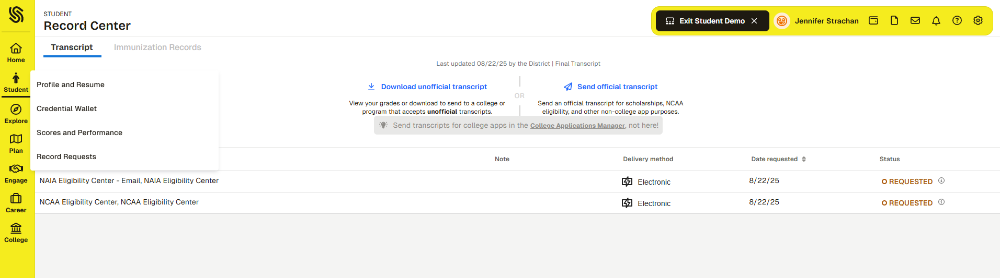 STUDENT
Record Center
Exit Student Demo
Jennifer Strachan
Home
Student
Explore
Plan
Engage
Career
College
Transcript
Immunization Records
Last updated 08/22/25 by the District | Final Transcript
Profile and Resume
Credential Wallet
Scores and Performance
Record Requests
Download unofficial transcript
View your grades or download to send to a college or
program that accepts unofficial transcripts.
OR
Send official transcript
Send an official transcript for scholarships, NCAA
eligibility, and other non-college app purposes.
Send transcripts for college apps in the College Applications Manager, not here!
Note Delivery method Date requested Status
NAIA Eligibility Center - Email, NAIA Eligibility Center Electronic 8/22/25 REQUESTED
NCAA Eligibility Center, NCAA Eligibility Center Electronic 8/22/25 REQUESTED